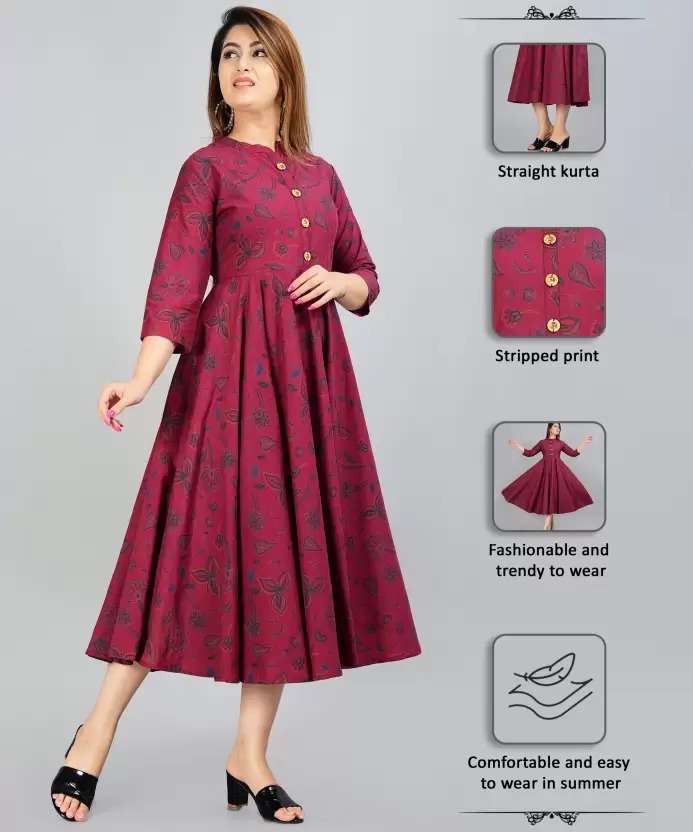 Straight kurta
Stripped print
Fashionable and
trendy to wear
Comfortable and easy
to wear in summer